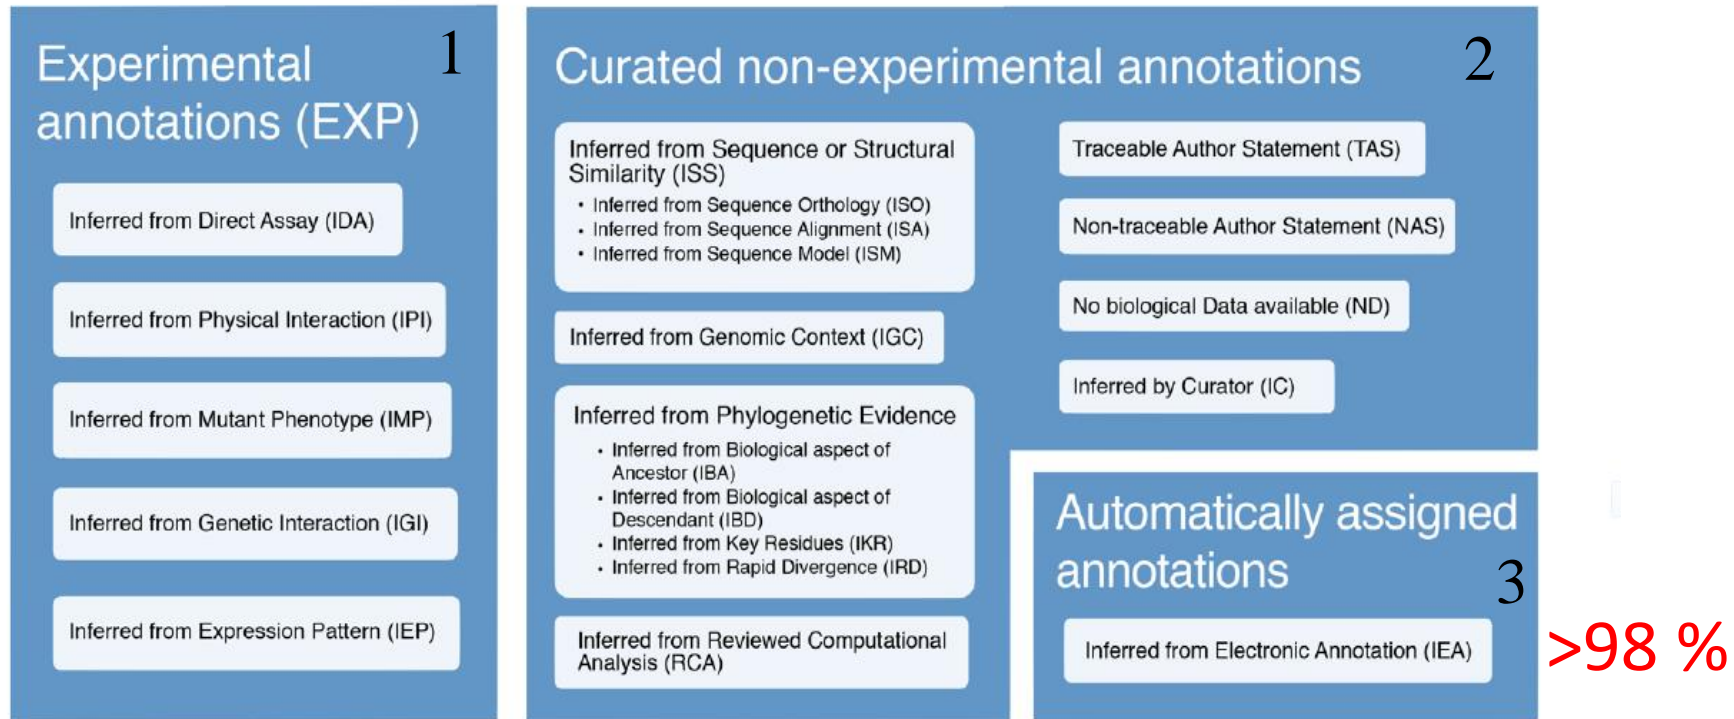 Experimental
annotations (EXP)
1
Inferred from Direct Assay (IDA)
Inferred from Physical Interaction (IPI)
Inferred from Mutant Phenotype (IMP)
Inferred from Genetic Interaction (IGI)
Inferred from Expression Pattern (IEP)
Curated non-experimental annotations
2
Inferred from Sequence or Structural
Similarity (ISS)
• Inferred from Sequence Orthology (ISO)
• Inferred from Sequence Alignment (ISA)
• Inferred from Sequence Model (ISM)
Inferred from Genomic Context (IGC)
Inferred from Phylogenetic Evidence
• Inferred from Biological aspect of
Ancestor (IBA)
• Inferred from Biological aspect of
Descendant (IBD)
• Inferred from Key Residues (IKR)
• Inferred from Rapid Divergence (IRD)
Inferred from Reviewed Computational
Analysis (RCA)
Traceable Author Statement (TAS)
Non-traceable Author Statement (NAS)
No biological Data available (ND)
Inferred by Curator (IC)
Automatically assigned
annotations
3
Inferred from Electronic Annotation (IEA)
>98 %